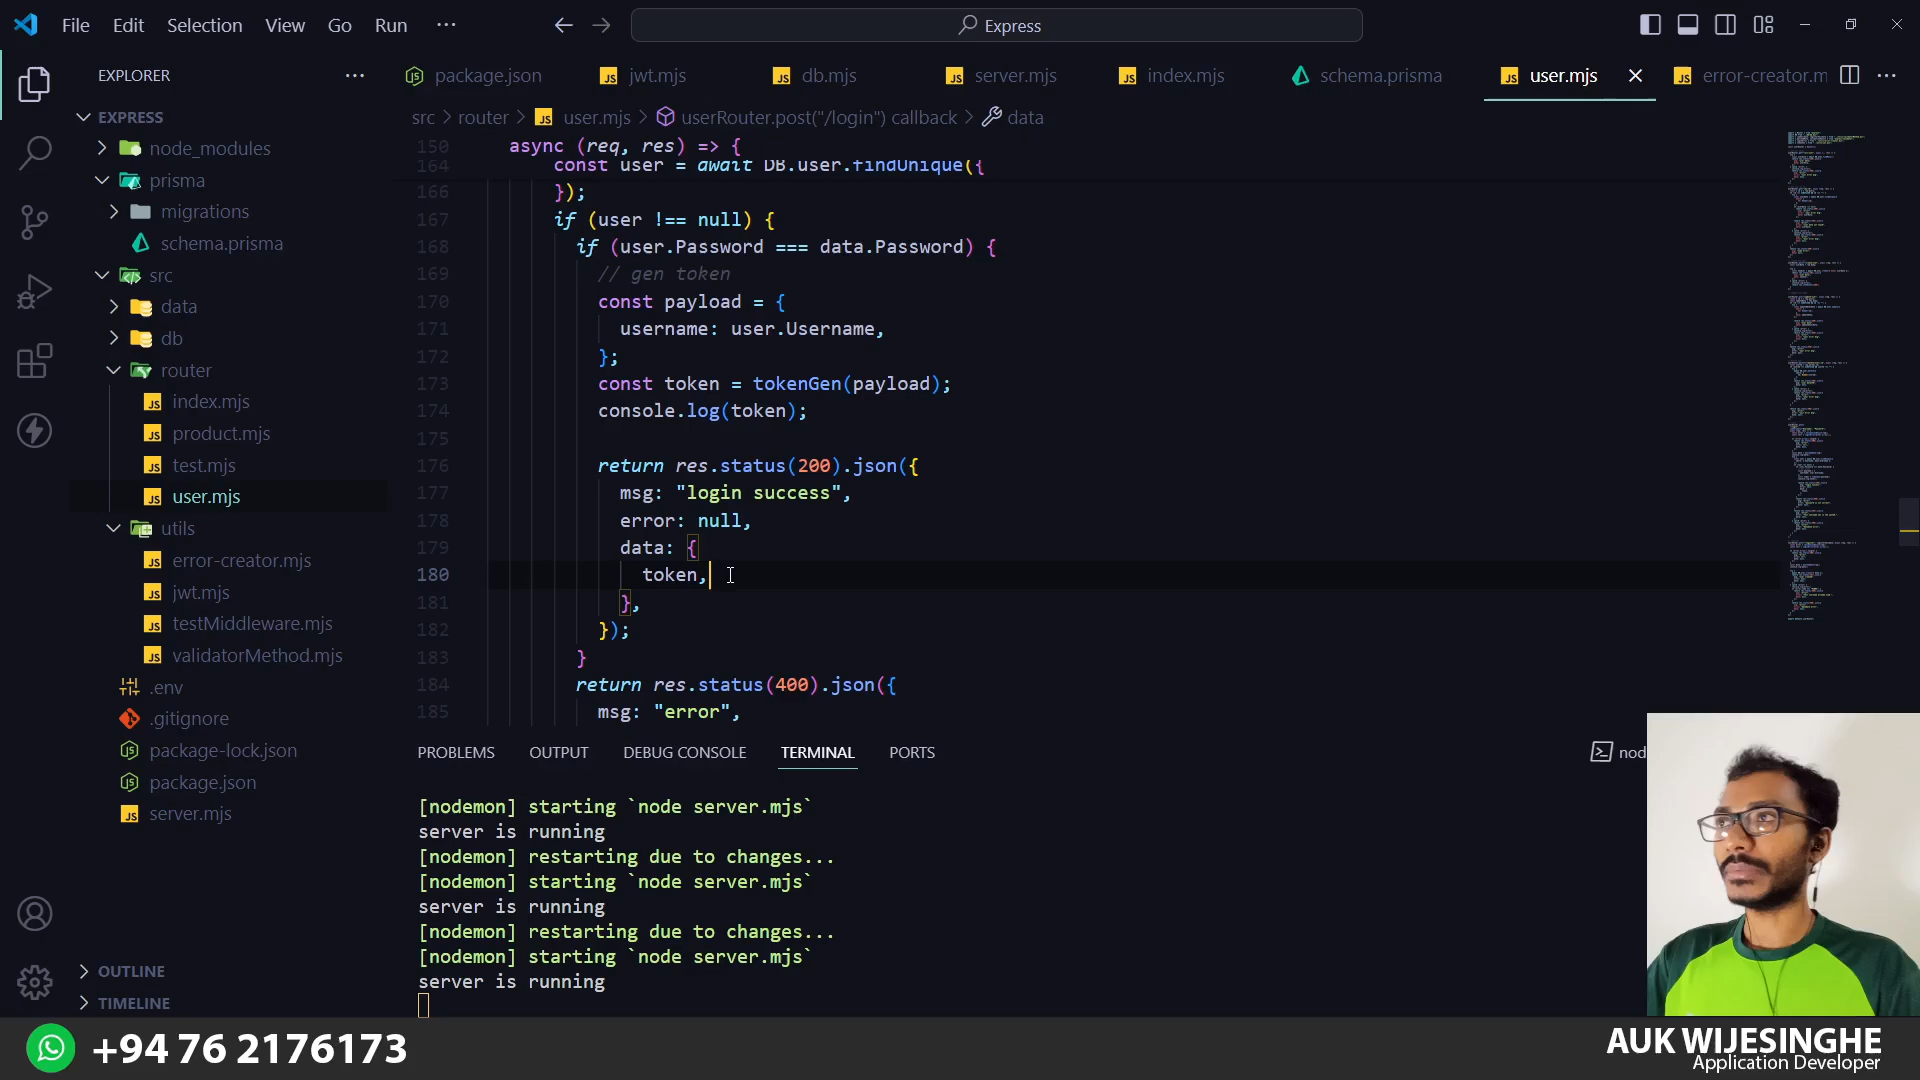 File Edit Selection View Go Run ··· Express
EXPLORER ···
EXPRESS
node_modules
prisma
migrations
schema.prisma
src
data
db
router
index.mjs
product.mjs
test.mjs
user.mjs
utils
error-creator.mjs
jwt.mjs
testMiddleware.mjs
validatorMethod.mjs
.env
.gitignore
package-lock.json
package.json
server.mjs
OUTLINE
TIMELINE
package.json JS jwt.mjs JS db.mjs JS server.mjs JS index.mjs schema.prisma JS user.mjs JS error-creator.m
src > router > JS user.mjs > userRouter.post("/login") callback > data
150 async (req, res) => {
164 const user = await DB.user.findUnique({
166 });
167 if (user !== null) {
168 if (user.Password === data.Password) {
169 // gen token
170 const payload = {
171 username: user.Username,
172 };
173 const token = tokenGen(payload);
174 console.log(token);
175
176 return res.status(200).json({
177 msg: "login success",
178 error: null,
179 data: {
180 token,
181 },
182 });
183 }
184 return res.status(400).json({
185 msg: "error",
PROBLEMS OUTPUT DEBUG CONSOLE TERMINAL PORTS nod
[nodemon] starting `node server.mjs`
server is running
[nodemon] restarting due to changes...
[nodemon] starting `node server.mjs`
server is running
[nodemon] restarting due to changes...
[nodemon] starting `node server.mjs`
server is running
+94 76 2176173
AUK WIJESINGHE
Application Developer